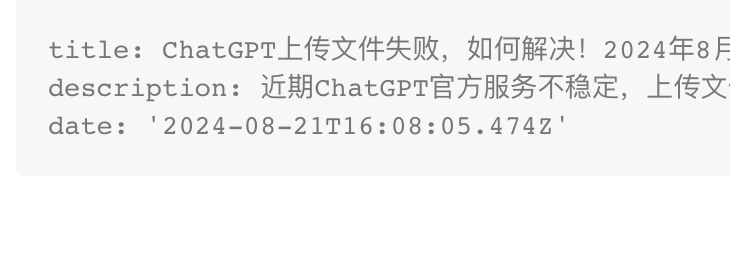 title: ChatGPT上传文件失败，如何解决！2024年8月
description: 近期ChatGPT官方服务不稳定，上传文
date: '2024-08-21T16:08:05.474Z'